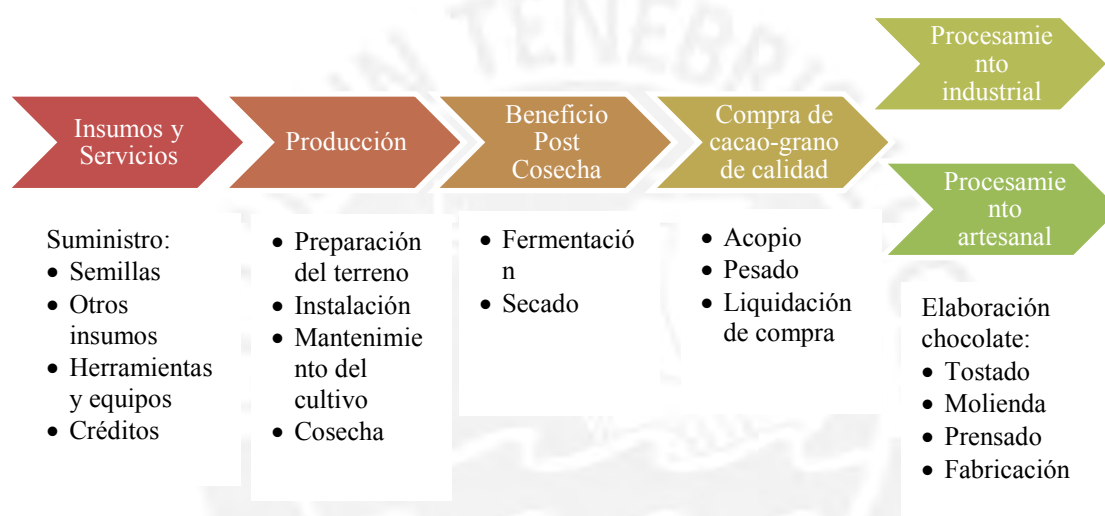 Insumos y
Servicios
Producción
Beneficio
Post
Cosecha
Compra de
cacao-grano
de calidad
Procesamie
nto
industrial
Procesamie
nto
artesanal
Suministro:
• Semillas
• Otros
insumos
• Herramientas
y equipos
• Créditos
• Preparación
del terreno
• Instalación
• Mantenimie
nto del
cultivo
• Cosecha
• Fermentació
n
• Secado
• Acopio
• Pesado
• Liquidación
de compra
Elaboración
chocolate:
• Tostado
• Molienda
• Prensado
• Fabricación